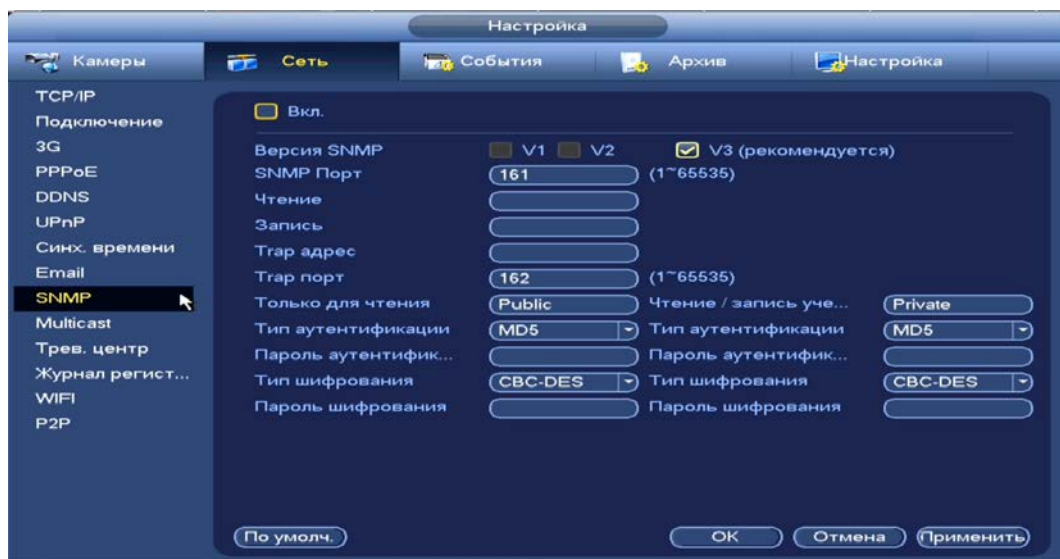 Настройка
Камеры
Сеть
События
Архив
Настройка
TCP/IP
Подключение
3G
PPPoE
DDNS
UPnP
Синх. времени
Email
SNMP
Multicast
Трев. центр
Журнал регист...
WIFI
P2P
Вкл.
Версия SNMP V1 V2 V3 (рекомендуется)
SNMP Порт 161 (1~65535)
Чтение
Запись
Trap адрес
Trap порт 162 (1~65535)
Только для чтения Public Чтение / запись уче... Private
Тип аутентификации MD5 Тип аутентификации MD5
Пароль аутентифик... Пароль аутентифик...
Тип шифрования CBC-DES Тип шифрования CBC-DES
Пароль шифрования Пароль шифрования
По умолч. OK Отмена Применить